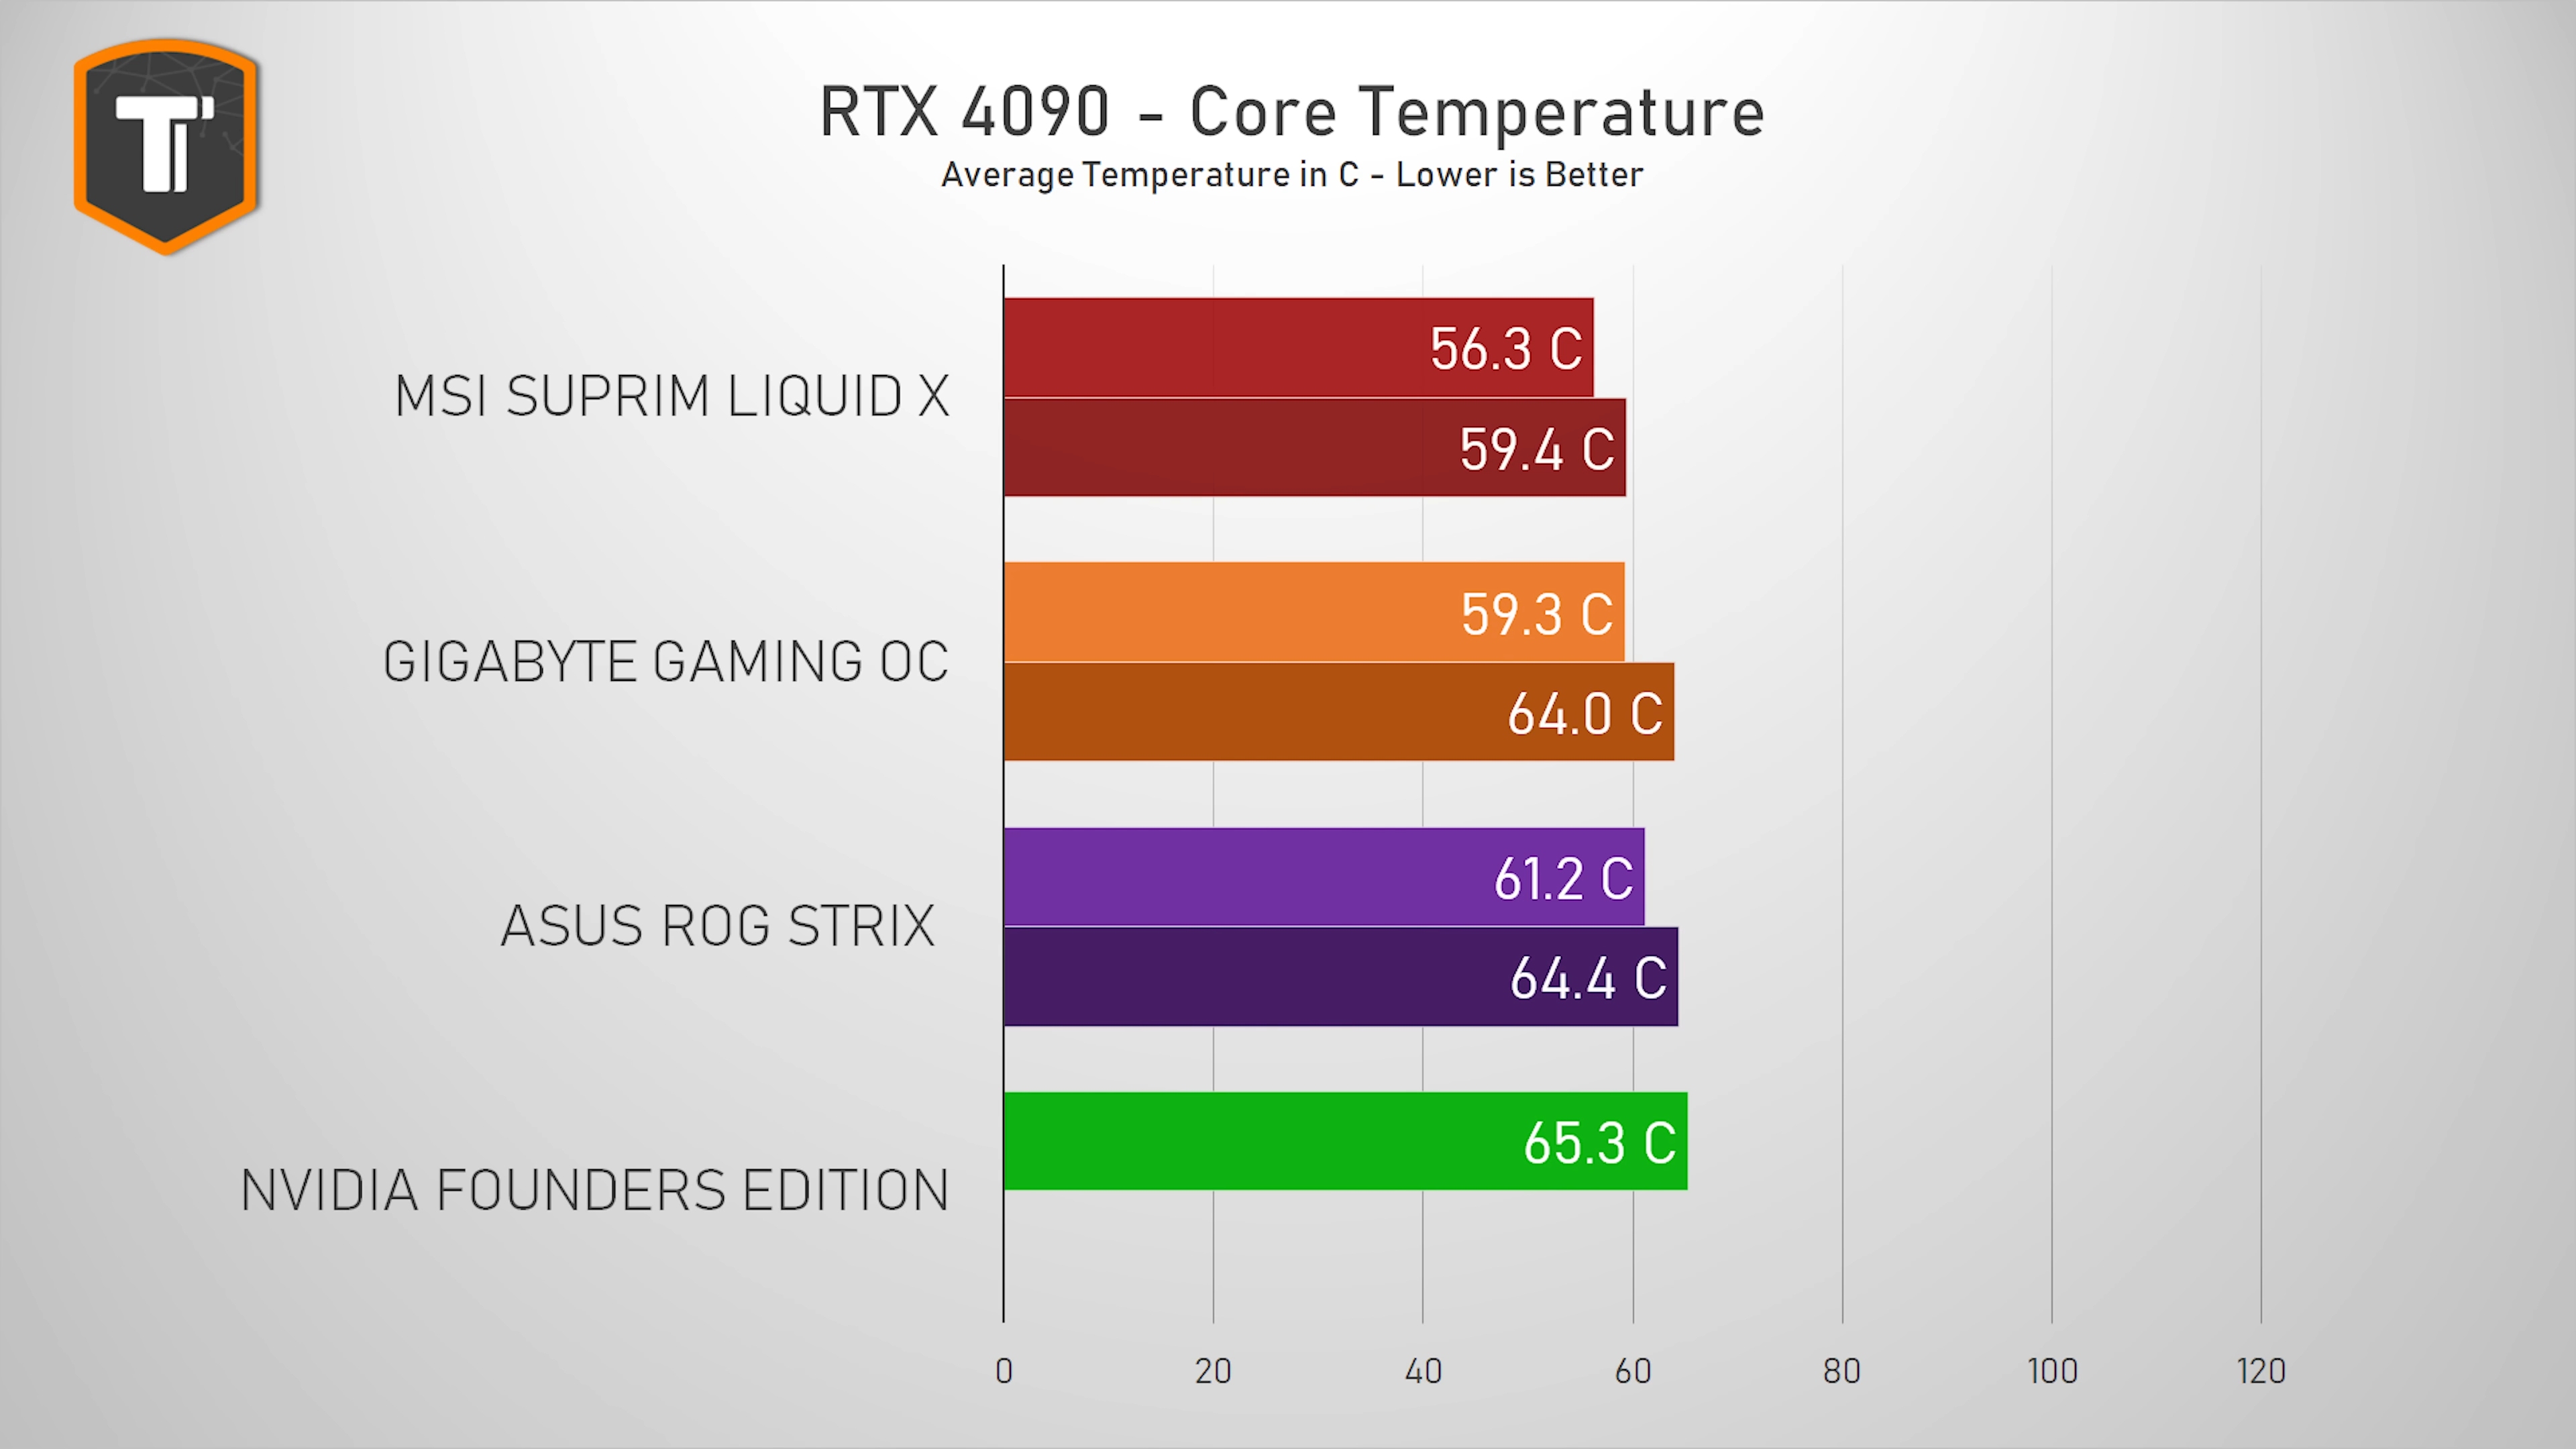 RTX 4090 - Core Temperature
Average Temperature in C - Lower is Better
MSI SUPRIM LIQUID X
56.3 C
59.4 C
GIGABYTE GAMING OC
59.3 C
64.0 C
ASUS ROG STRIX
61.2 C
64.4 C
NVIDIA FOUNDERS EDITION
65.3 C
0 20 40 60 80 100 120